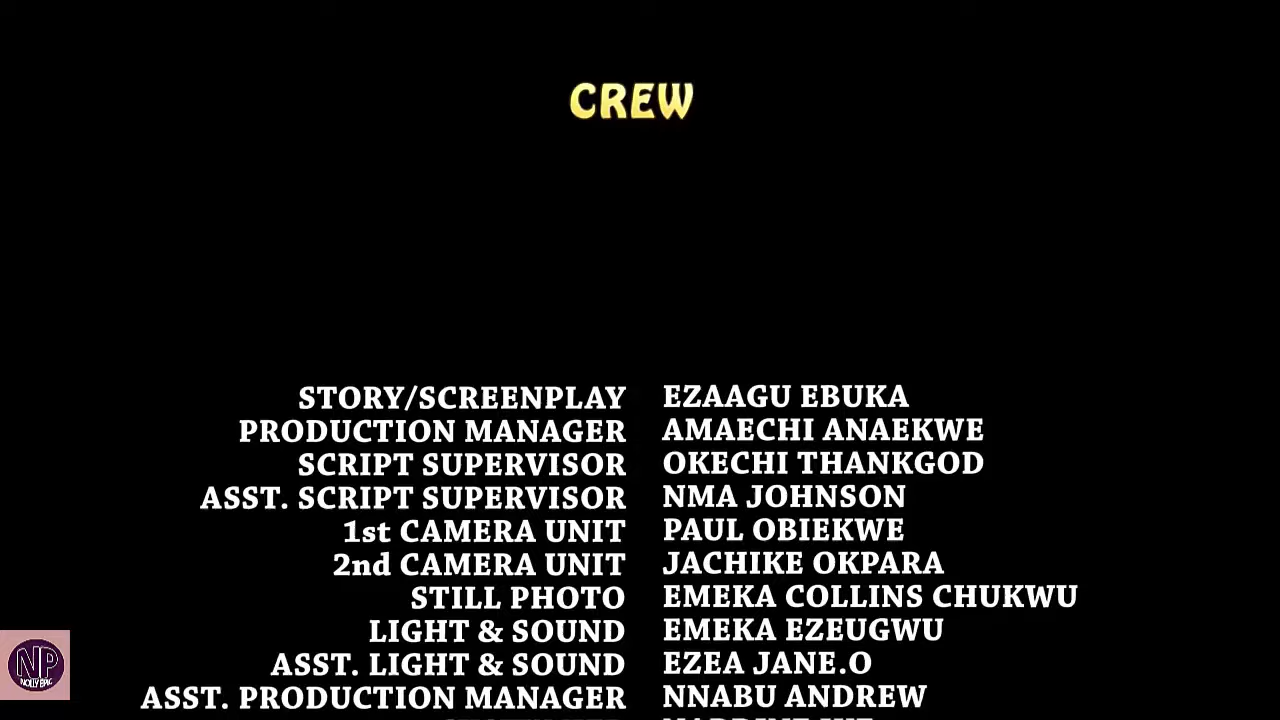 CREW
STORY/SCREENPLAY EZAAGU EBUKA
PRODUCTION MANAGER AMAECHI ANAEKWE
SCRIPT SUPERVISOR OKECHI THANKGOD
ASST. SCRIPT SUPERVISOR NMA JOHNSON
1st CAMERA UNIT PAUL OBIEKWE
2nd CAMERA UNIT JACHIKE OKPARA
STILL PHOTO EMEKA COLLINS CHUKWU
LIGHT & SOUND EMEKA EZEUGWU
ASST. LIGHT & SOUND EZEA JANE.O
ASST. PRODUCTION MANAGER NNABU ANDREW
NP
NOLLY EPIC